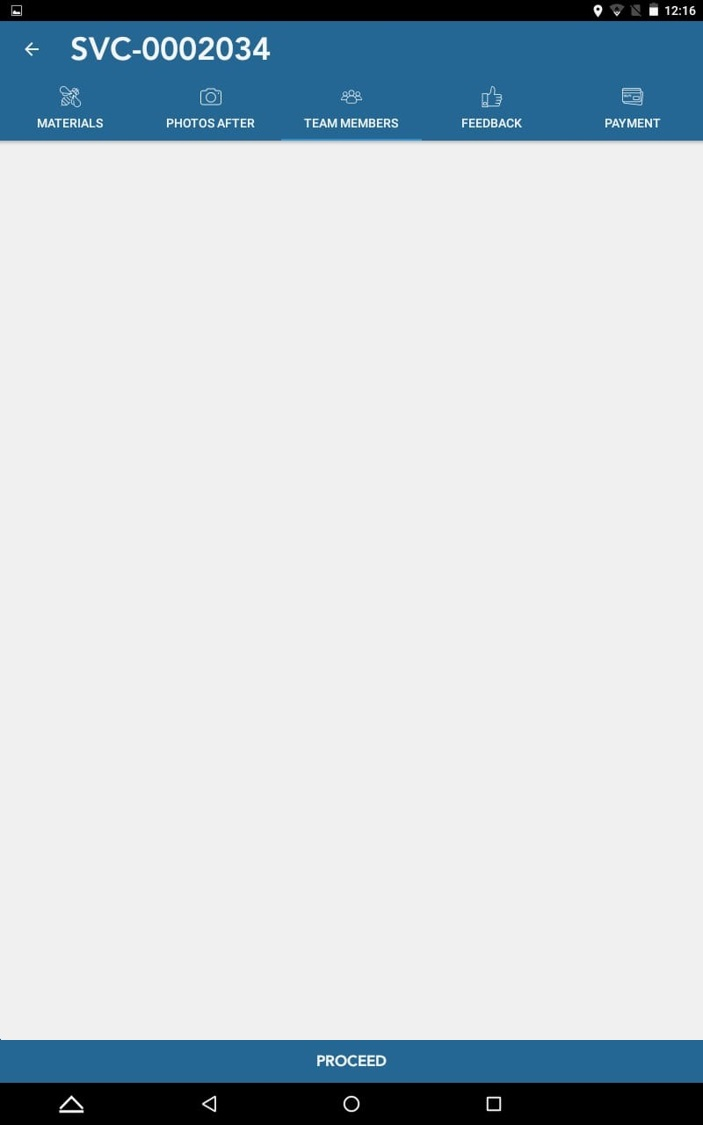 12:16
SVC-0002034
MATERIALS
PHOTOS AFTER
TEAM MEMBERS
FEEDBACK
PAYMENT
PROCEED